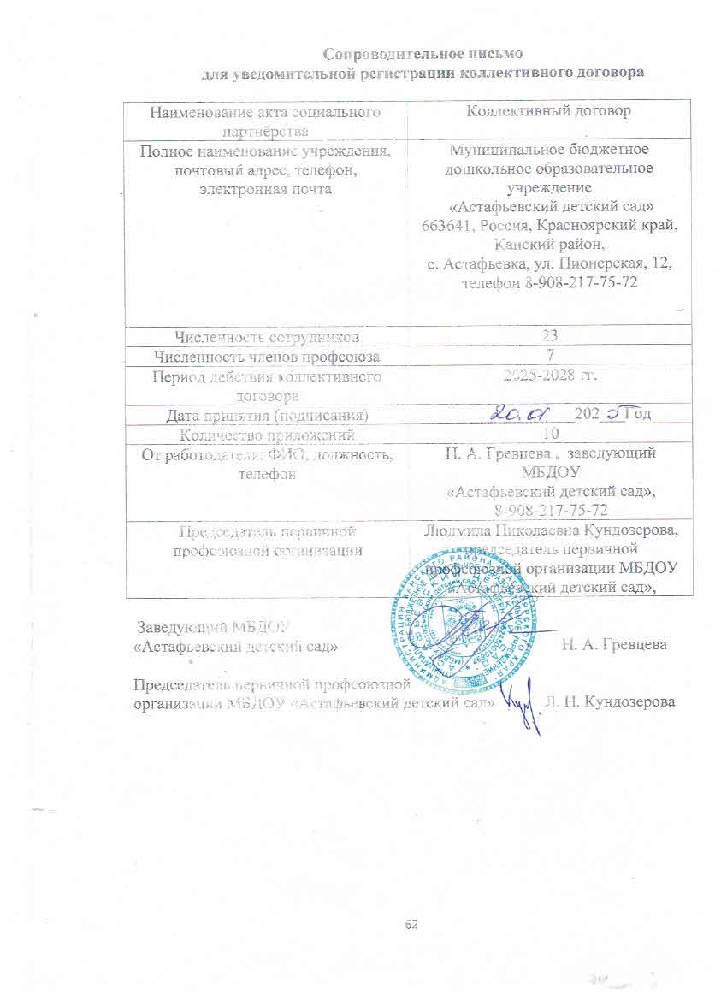 Сопроводительное письмо
для уведомительной регистрации коллективного договора
Наименование акта социального
партнёрства
Коллективный договор
Полное наименование учреждения,
почтовый адрес, телефон,
электронная почта
Муниципальное бюджетное
дошкольное образовательное
учреждение
«Астафьевский детский сад»
663641, Россия, Красноярский край,
Канский район,
с. Астафьевка, ул. Пионерская, 12,
телефон 8-908-217-75-72
Численность сотрудников
23
Численность членов профсоюза
7
Период действия коллективного
договора
2025-2028 гг.
Дата принятия (подписания)
20.01. 2025 год
Количество приложений
10
От работодателя: ФИО, должность,
телефон
Н. А. Гревцева , заведующий
МБДОУ
«Астафьевский детский сад»,
8-908-217-75-72
Председатель первичной
профсоюзной организации
Людмила Николаевна Кундозерова,
председатель первичной
профсоюзной организации МБДОУ
«Астафьевский детский сад»,
Заведующий МБДОУ
«Астафьевский детский сад» Н. А. Гревцева
Председатель первичной профсоюзной
организации МБДОУ «Астафьевский детский сад» Л. Н. Кундозерова
62